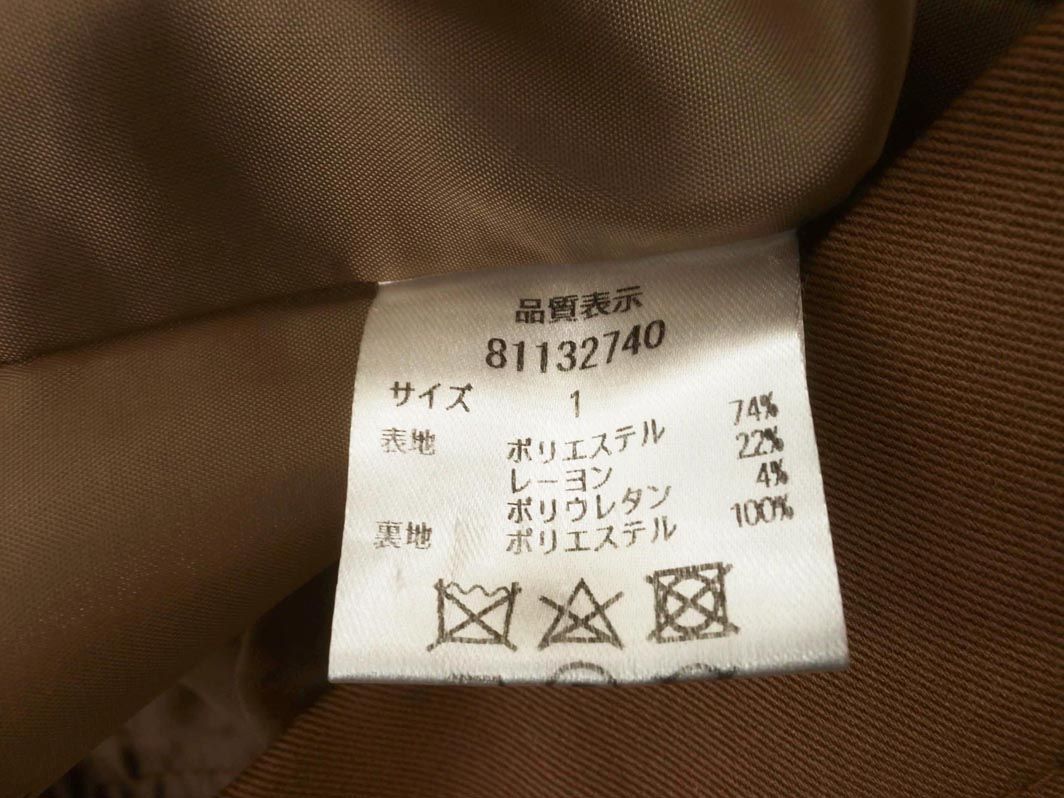 品質表示
81132740
サイズ 1
表地 ポリエステル 74%
レーヨン 22%
ポリウレタン 4%
裏地 ポリエステル 100%